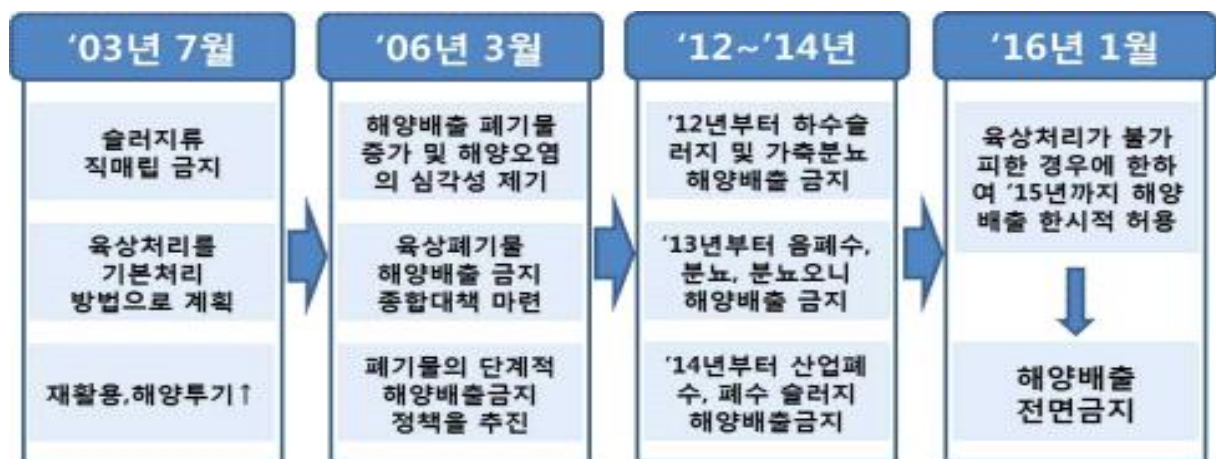 ‘03년 7월
슬러지류
직매립 금지
육상처리를
기본처리
방법으로 계획
재활용,해양투기↑
‘06년 3월
해양배출 폐기물
증가 및 해양오염
의 심각성 제기
육상폐기물
해양배출 금지
종합대책 마련
폐기물의 단계적
해양배출금지
정책을 추진
‘12~‘14년
‘12년부터 하수슬
러지 및 가축분뇨
해양배출 금지
‘13년부터 음폐수,
분뇨, 분뇨오니
해양배출 금지
‘14년부터 산업폐
수, 폐수 슬러지
해양배출금지
‘16년 1월
육상처리가 불가
피한 경우에 한하
여 ‘15년까지 해양
배출 한시적 허용
해양배출
전면금지